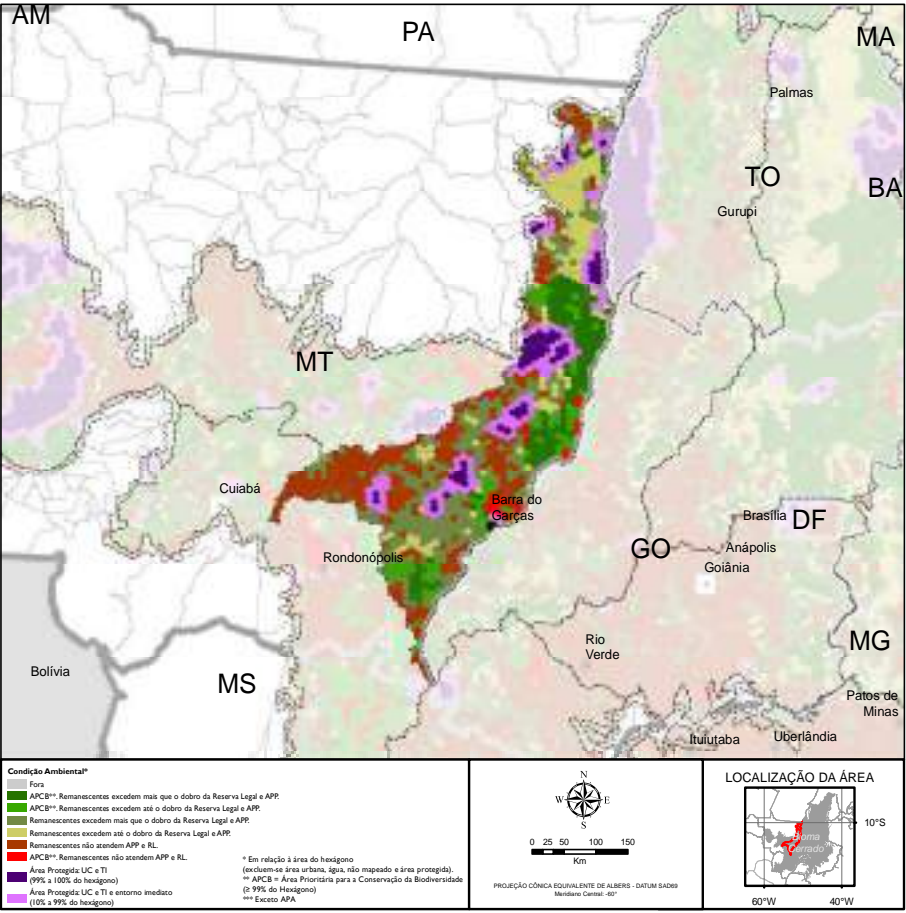 AM
PA
MA
Palmas
TO
BA
Gurupi
MT
Cuiabá
Barra do
Garças
Brasília
DF
Rondonópolis
GO
Anápolis
Goiânia
Rio
Verde
MG
Bolívia
MS
Patos de
Minas
Ituiutaba
Uberlândia
Condição Ambiental*
Fora
APCB**. Remanescentes excedem mais que o dobro da Reserva Legal e APP.
APCB**. Remanescentes excedem até o dobro da Reserva Legal e APP.
Remanescentes excedem mais que o dobro da Reserva Legal e APP.
Remanescentes excedem até o dobro da Reserva Legal e APP.
Remanescentes não atendem APP e RL.
APCB**. Remanescentes não atendem APP e RL.
Área Protegida: UC e TI
(99% a 100% do hexágono)
Área Protegida: UC e TI e entorno imediato
(10% a 99% do hexágono)
* Em relação à área do hexágono
(excluem-se área urbana, água, não mapeado e área protegida).
** APCB = Área Prioritária para a Conservação da Biodiversidade
(≥ 99% do Hexágono)
*** Exceto APA
N
W E
S
0 25 50 100 150
Km
PROJEÇÃO CÔNICA EQUIVALENTE DE ALBERS - DATUM SAD69
Meridiano Central: -60°
LOCALIZAÇÃO DA ÁREA
10°S
Bioma
Cerrado
60°W 40°W